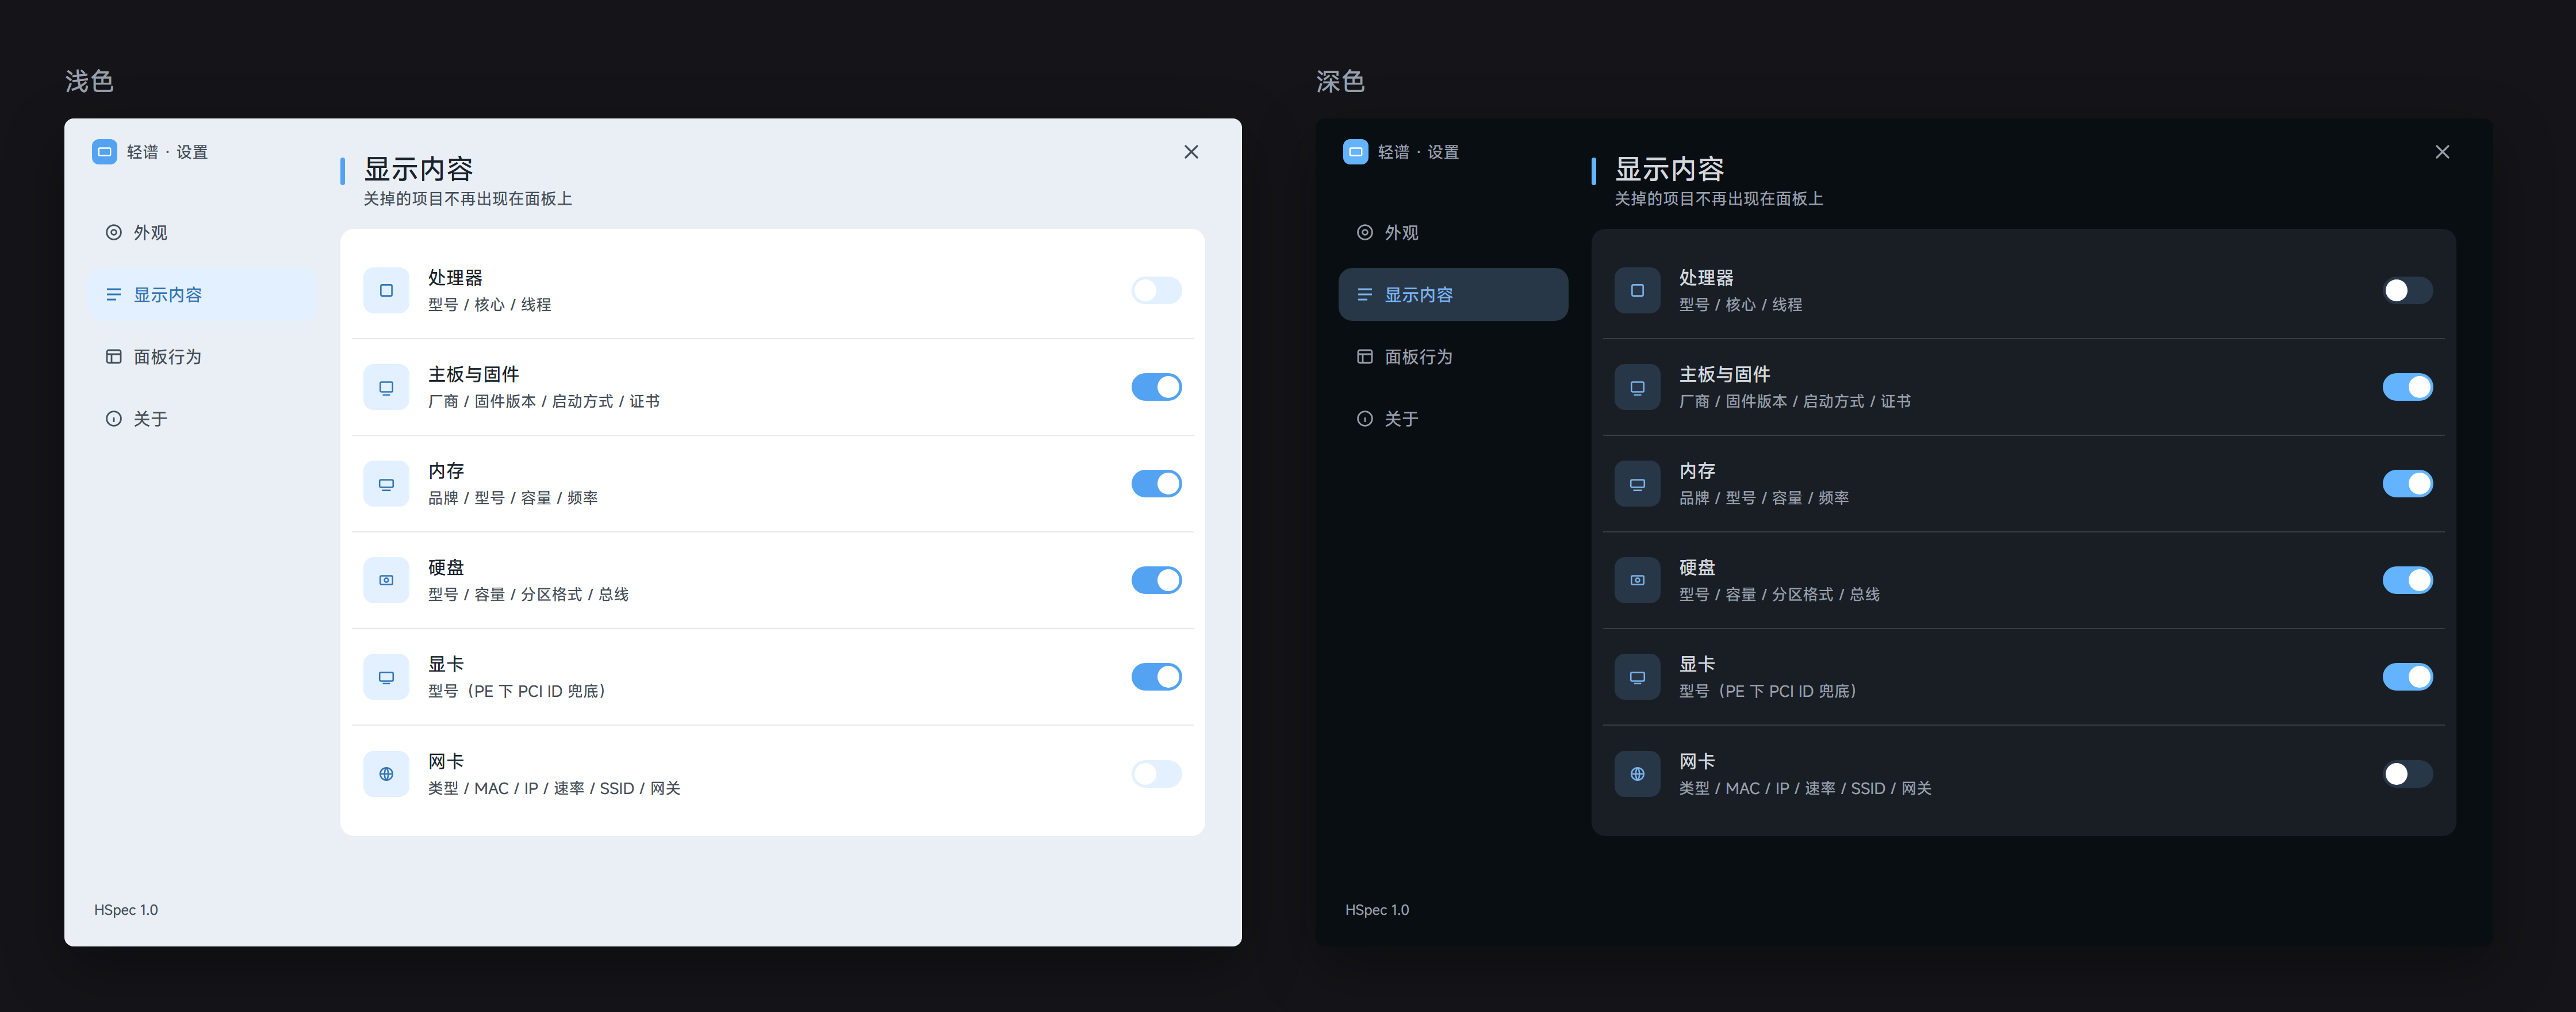 浅色
轻谱 · 设置
外观
显示内容
面板行为
关于
HSpec 1.0
显示内容
关掉的项目不再出现在面板上
处理器
型号 / 核心 / 线程
主板与固件
厂商 / 固件版本 / 启动方式 / 证书
内存
品牌 / 型号 / 容量 / 频率
硬盘
型号 / 容量 / 分区格式 / 总线
显卡
型号（PE 下 PCI ID 兜底）
网卡
类型 / MAC / IP / 速率 / SSID / 网关
深色
轻谱 · 设置
外观
显示内容
面板行为
关于
HSpec 1.0
显示内容
关掉的项目不再出现在面板上
处理器
型号 / 核心 / 线程
主板与固件
厂商 / 固件版本 / 启动方式 / 证书
内存
品牌 / 型号 / 容量 / 频率
硬盘
型号 / 容量 / 分区格式 / 总线
显卡
型号（PE 下 PCI ID 兜底）
网卡
类型 / MAC / IP / 速率 / SSID / 网关